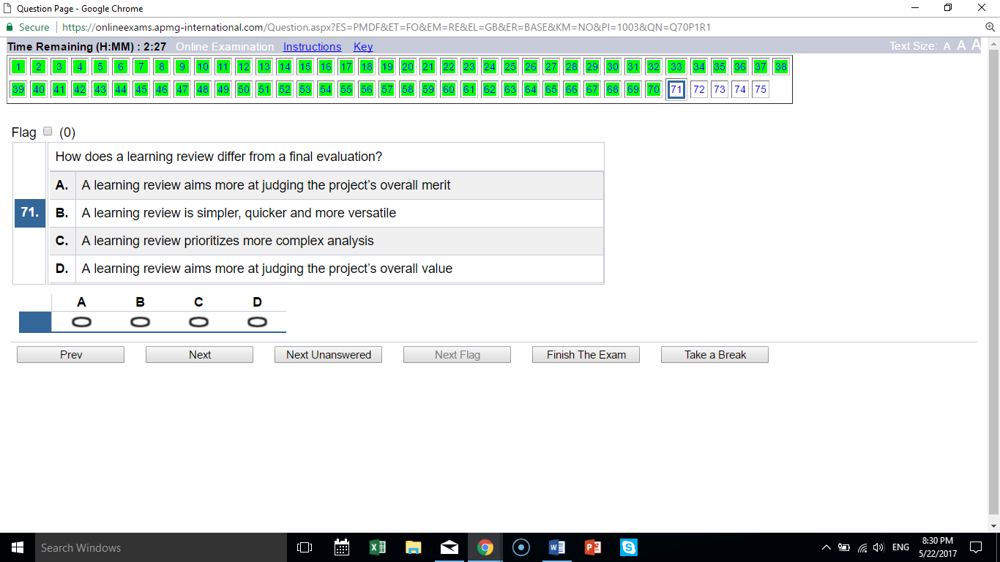 Question Page - Google Chrome
Secure https://onlineexams.apmg-international.com/Question.aspx?ES=PMDF&ET=FO&EM=RE&EL=GB&ER=BASE&KM=NO&PI=1003&QN=Q70P1R1
Time Remaining (H:MM) : 2:27 Online Examination Instructions Key Text Size: A A A
1 2 3 4 5 6 7 8 9 10 11 12 13 14 15 16 17 18 19 20 21 22 23 24 25 26 27 28 29 30 31 32 33 34 35 36 37 38
39 40 41 42 43 44 45 46 47 48 49 50 51 52 53 54 55 56 57 58 59 60 61 62 63 64 65 66 67 68 69 70 71 72 73 74 75
Flag (0)
How does a learning review differ from a final evaluation?
A. A learning review aims more at judging the project’s overall merit
71. B. A learning review is simpler, quicker and more versatile
C. A learning review prioritizes more complex analysis
D. A learning review aims more at judging the project’s overall value
A B C D
Prev Next Next Unanswered Next Flag Finish The Exam Take a Break
Search Windows
ENG
8:30 PM
5/22/2017